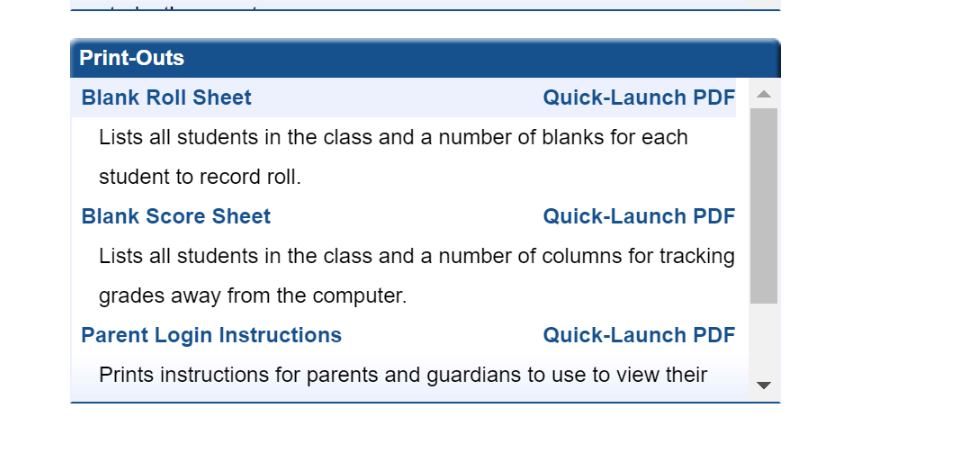 Print-Outs
Blank Roll Sheet Quick-Launch PDF
Lists all students in the class and a number of blanks for each
student to record roll.
Blank Score Sheet Quick-Launch PDF
Lists all students in the class and a number of columns for tracking
grades away from the computer.
Parent Login Instructions Quick-Launch PDF
Prints instructions for parents and guardians to use to view their